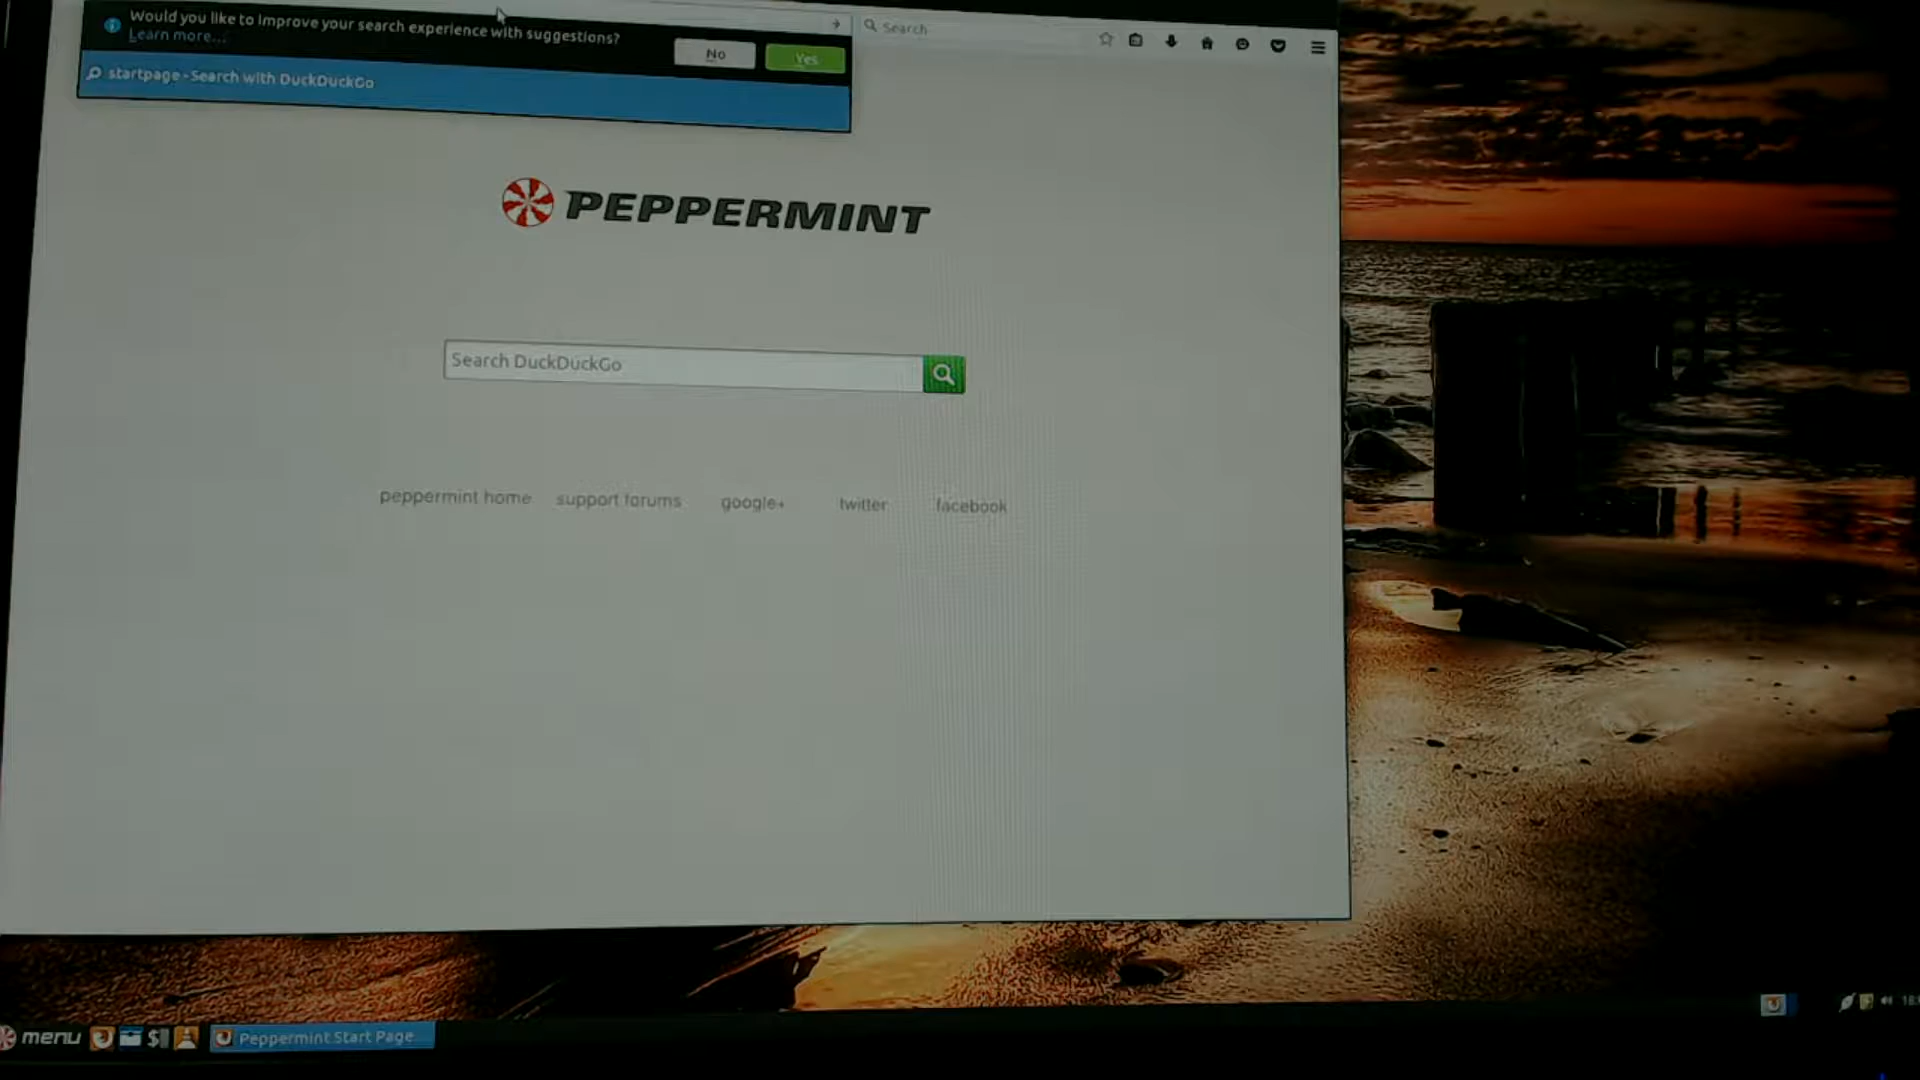 Would you like to improve your search experience with suggestions?
Learn more...
No
Yes
Search
startpage - Search with DuckDuckGo
PEPPERMINT
Search DuckDuckGo
peppermint home
support forums
google+
twitter
facebook
menu
$
Peppermint Start Page